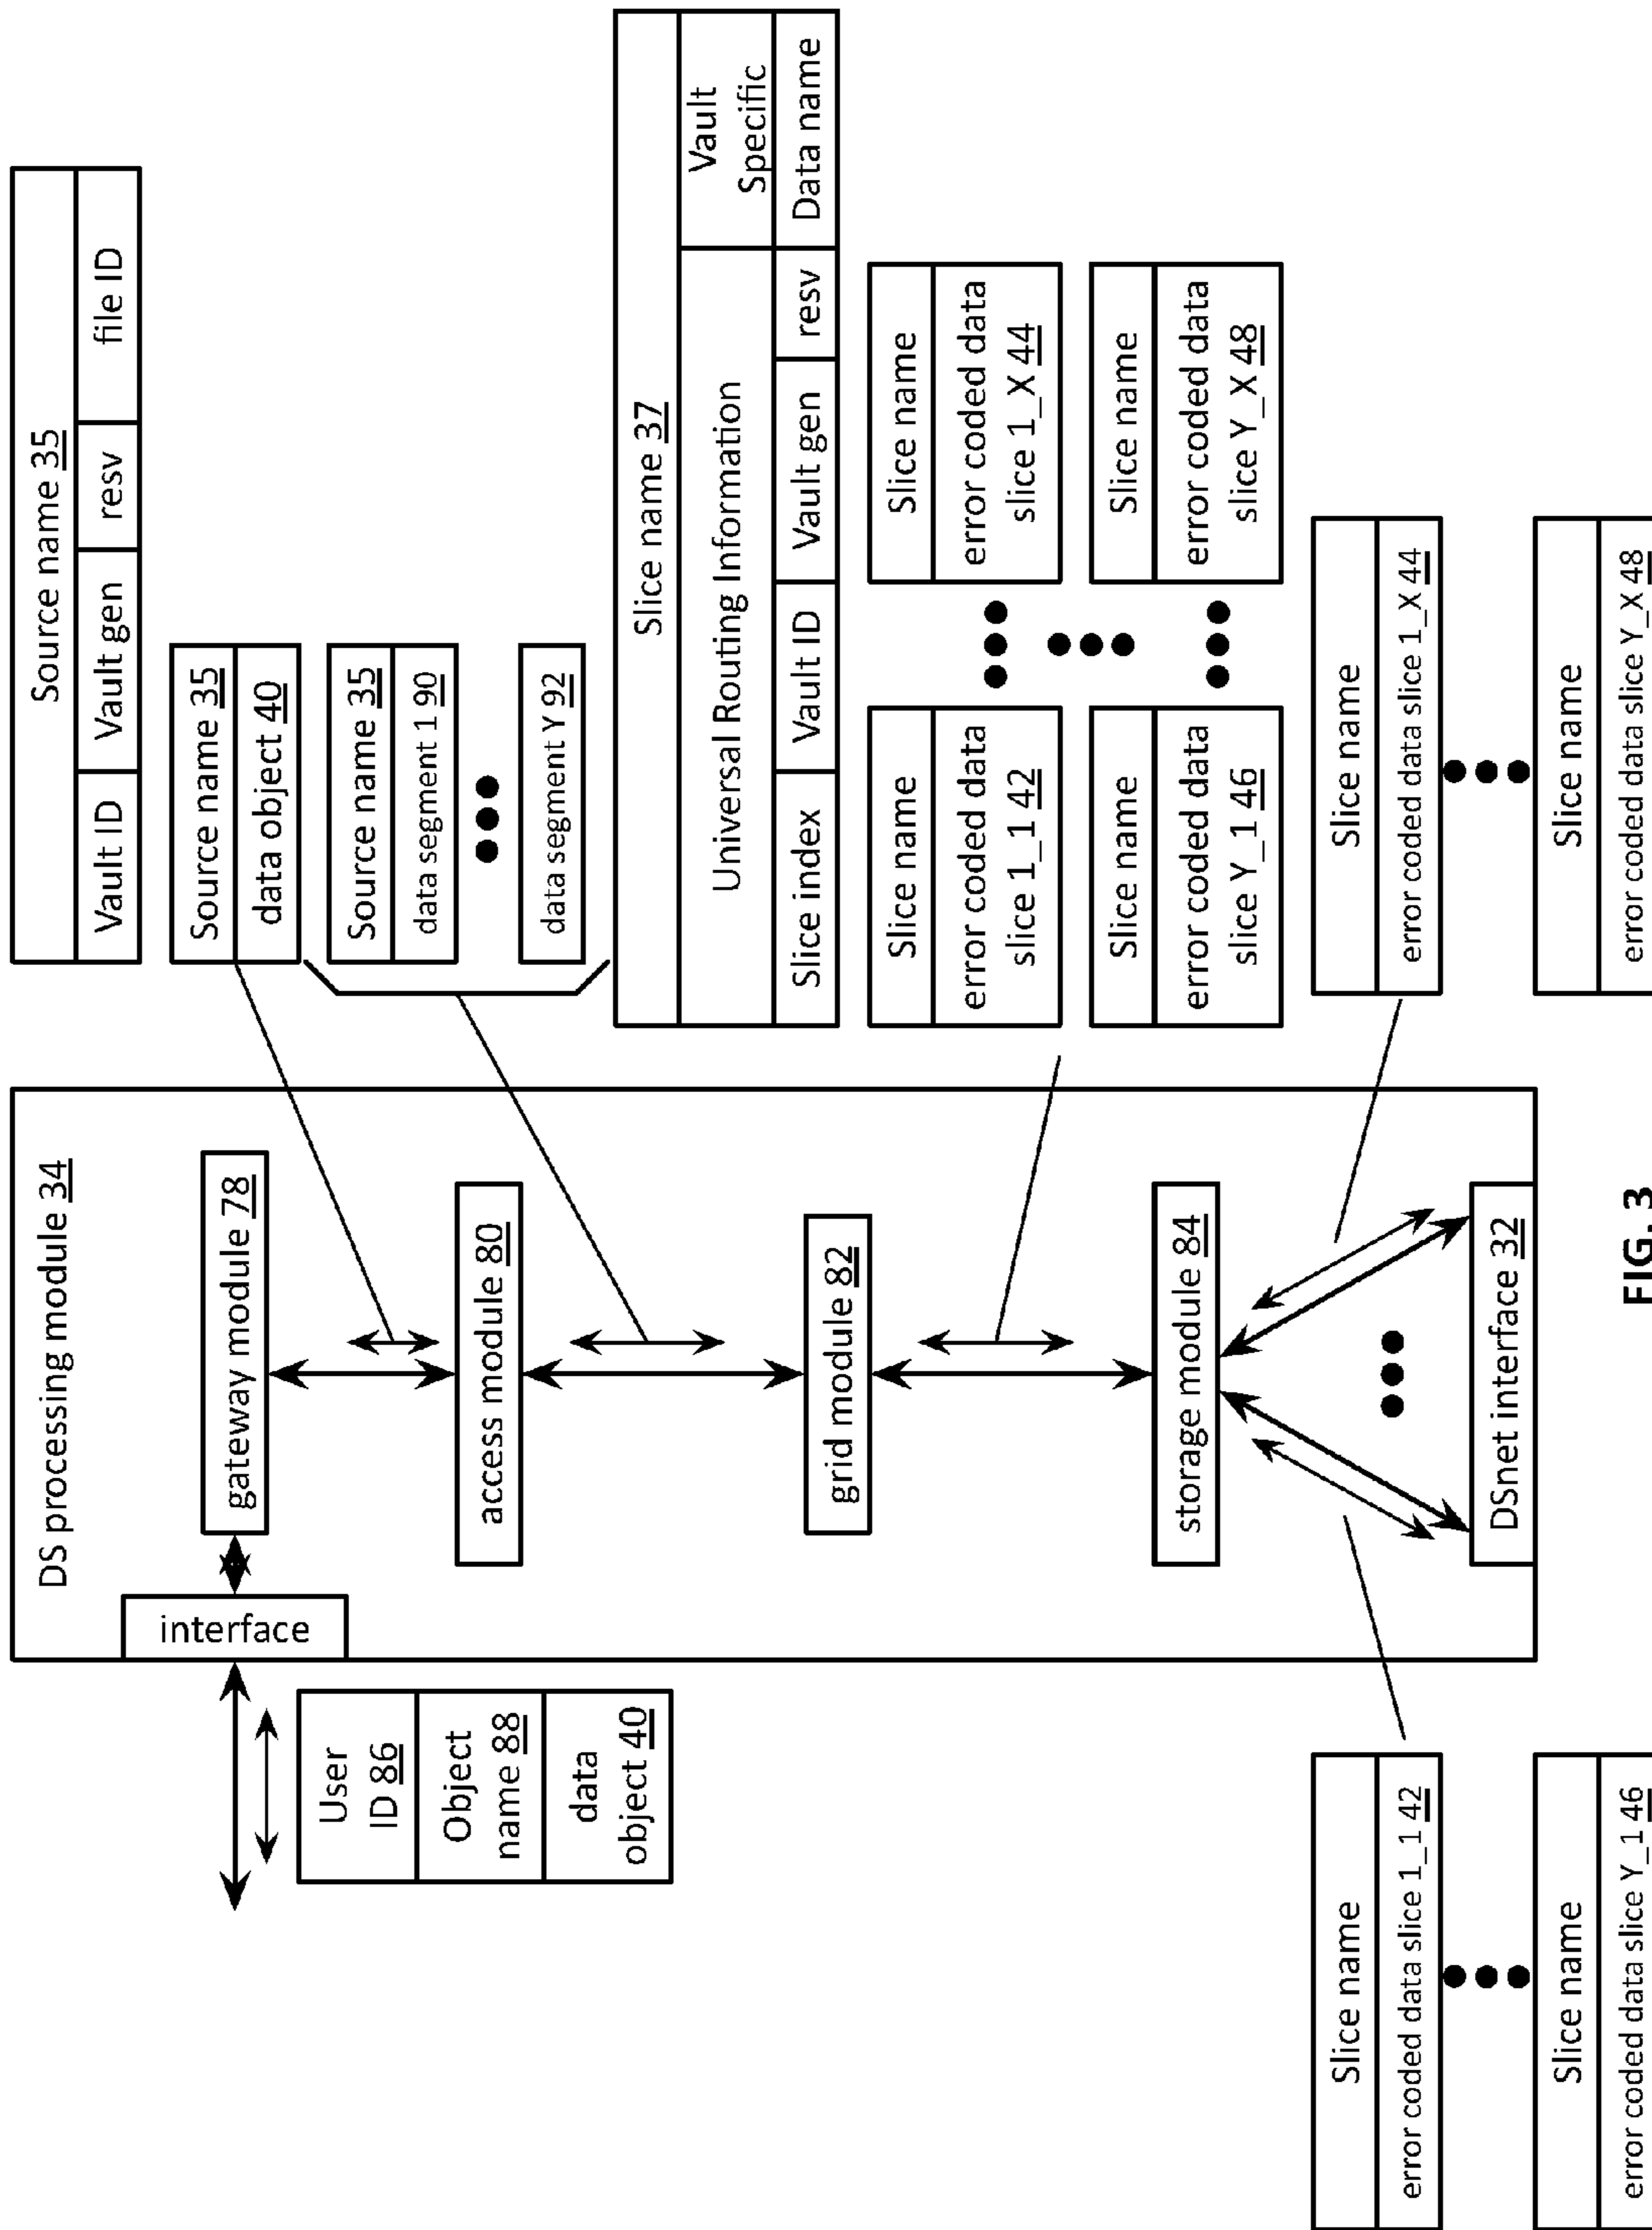 DS processing module 34
interface
gateway module 78
access module 80
grid module 82
storage module 84
DSnet interface 32
User
ID 86
Object
name 88
data
object 40
Source name 35
Vault ID
Vault gen
resv
file ID
Source name 35
data object 40
Source name 35
data segment 1 90
data segment Y 92
Slice name 37
Universal Routing Information
Vault
Specific
Slice index
Vault ID
Vault gen
resv
Data name
Slice name
error coded data
slice 1_1 42
Slice name
error coded data
slice 1_X 44
Slice name
error coded data
slice Y_1 46
Slice name
error coded data
slice Y_X 48
Slice name
error coded data slice 1_1 42
Slice name
error coded data slice Y_1 46
Slice name
error coded data slice 1_X 44
Slice name
error coded data slice Y_X 48
FIG. 3